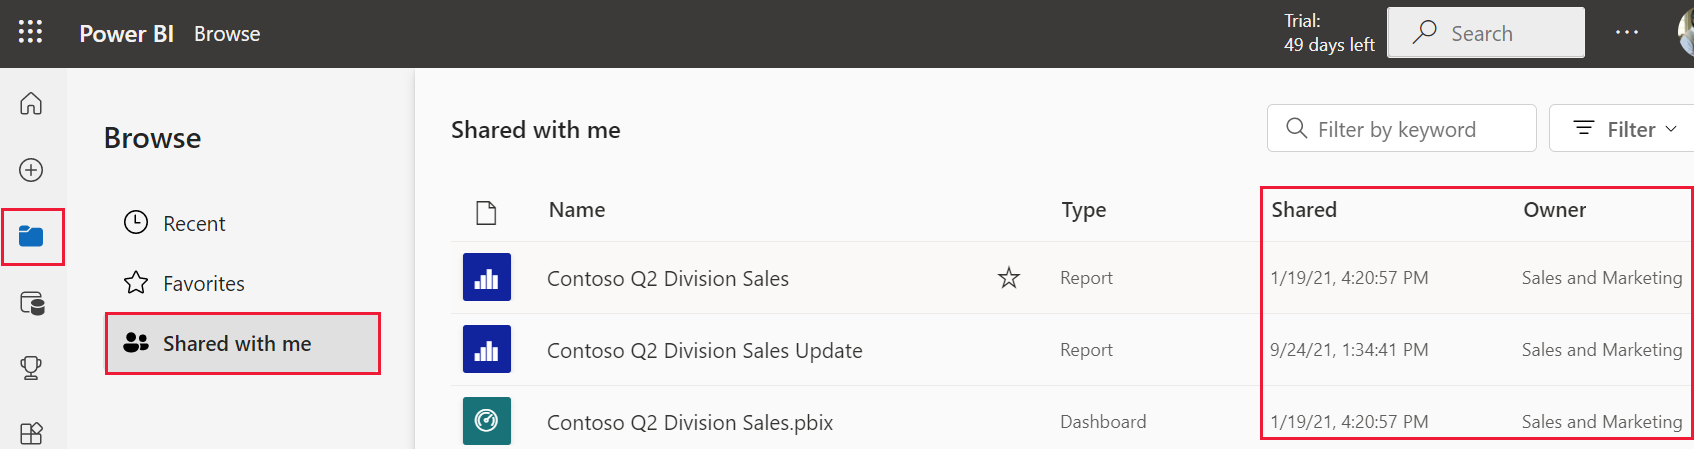 Power BI Browse
Trial:
49 days left
Search
Browse
Recent
Favorites
Shared with me
Shared with me
Filter by keyword
Filter
Name Type Shared Owner
Contoso Q2 Division Sales Report 1/19/21, 4:20:57 PM Sales and Marketing
Contoso Q2 Division Sales Update Report 9/24/21, 1:34:41 PM Sales and Marketing
Contoso Q2 Division Sales.pbix Dashboard 1/19/21, 4:20:57 PM Sales and Marketing